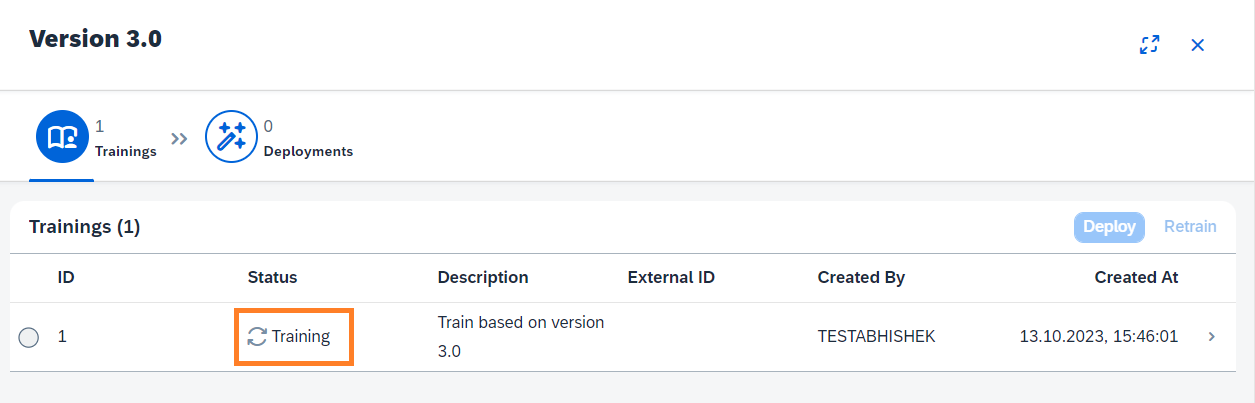 Version 3.0
1
Trainings
0
Deployments
Trainings (1)
Deploy Retrain
ID Status Description External ID Created By Created At
1 Training Train based on version 3.0 TESTABHISHEK 13.10.2023, 15:46:01